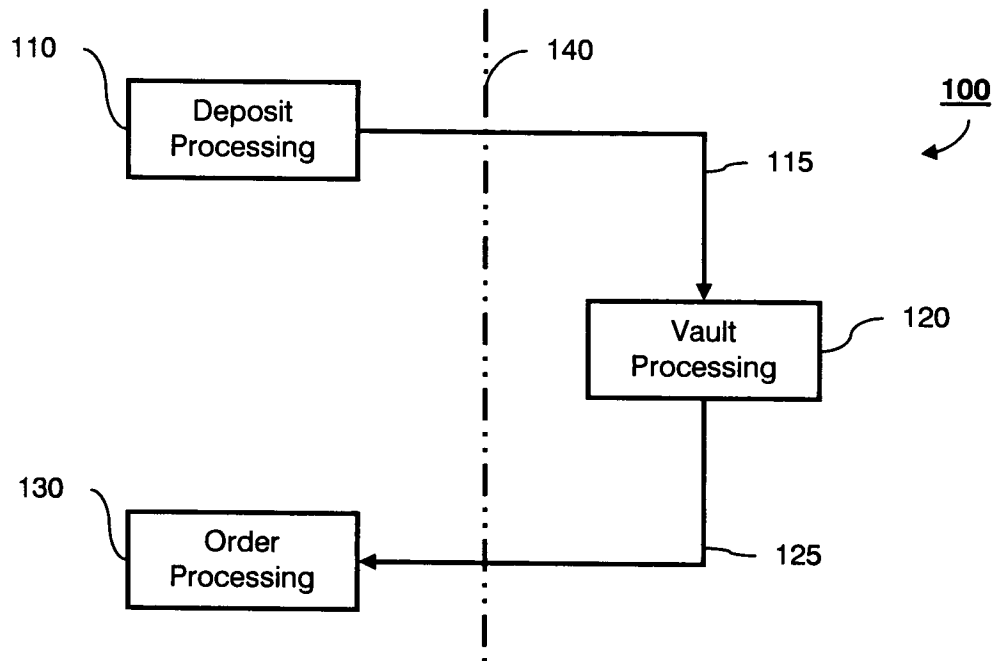 110
140
100
Deposit
Processing
115
Vault
Processing
120
130
Order
Processing
125